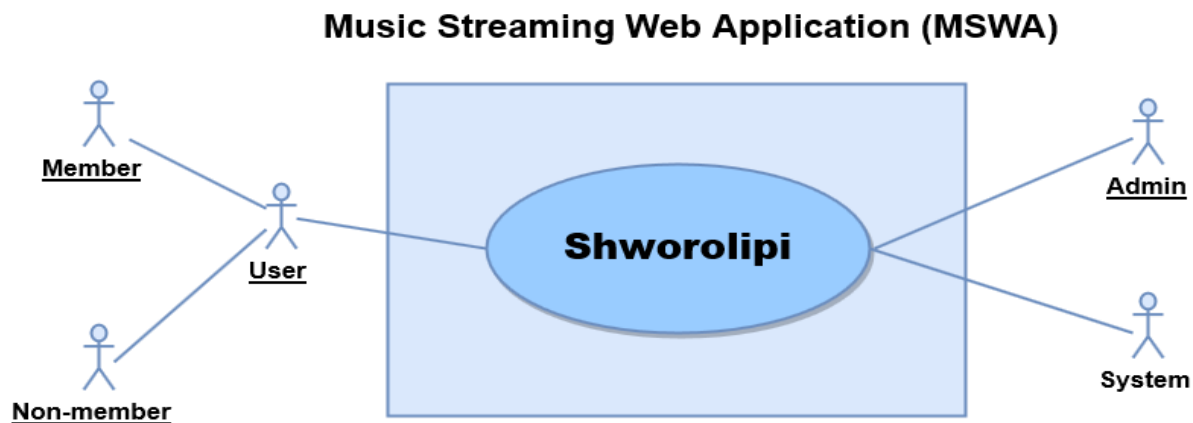 Music Streaming Web Application (MSWA)
Member
Admin
Shworolipi
User
System
Non-member